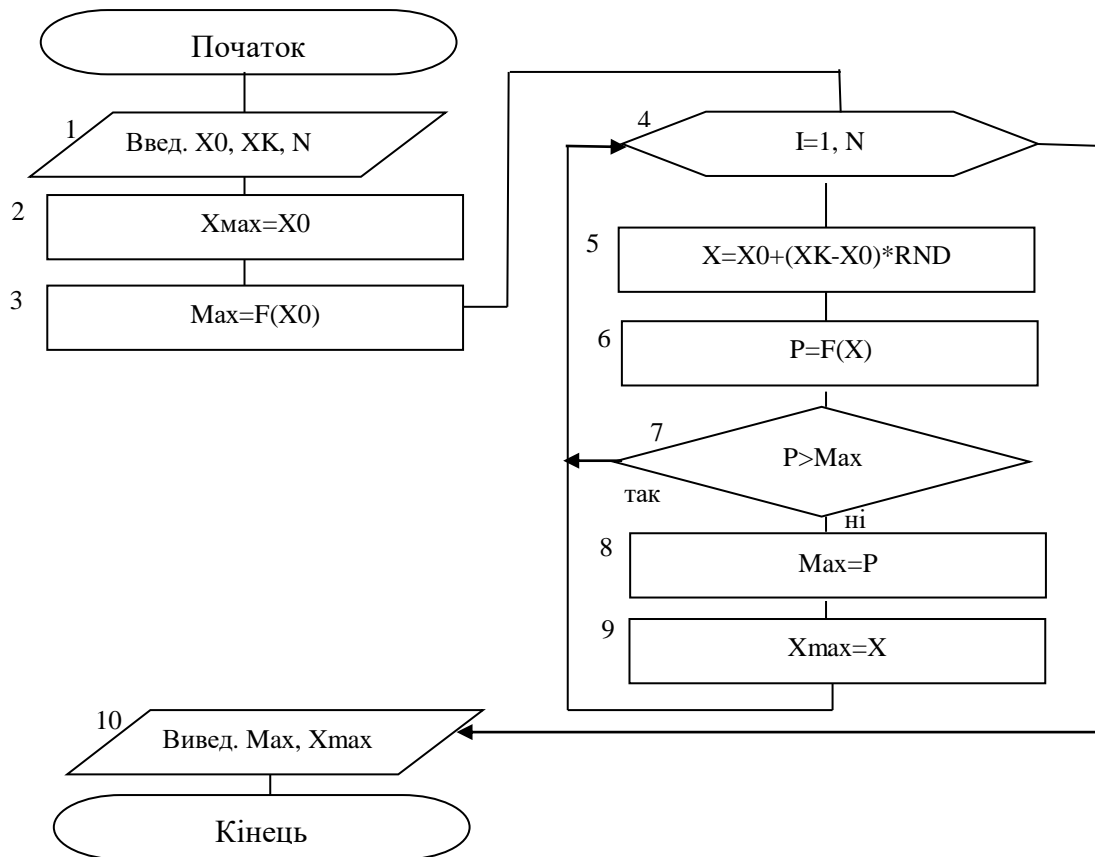 Початок
1
Введ. X0, XK, N
2
Xмах=X0
3
Max=F(X0)
4
I=1, N
5
X=X0+(XK-X0)*RND
6
P=F(X)
7
P>Max
так
ні
8
Max=P
9
Xmax=X
10
Вивед. Max, Xmax
Кінець